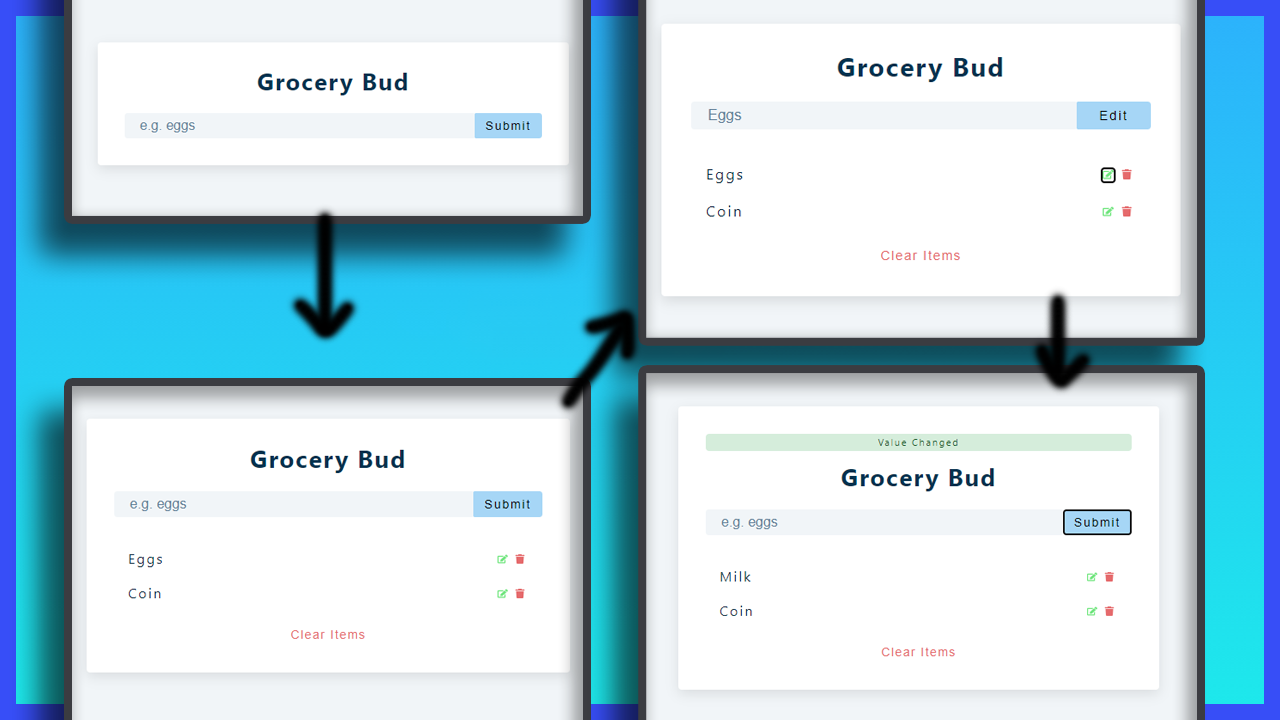 Grocery Bud
e.g. eggs Submit
Grocery Bud
e.g. eggs Submit
Eggs
Coin
Clear Items
Grocery Bud
Eggs Edit
Eggs
Coin
Clear Items
Value Changed
Grocery Bud
e.g. eggs Submit
Milk
Coin
Clear Items